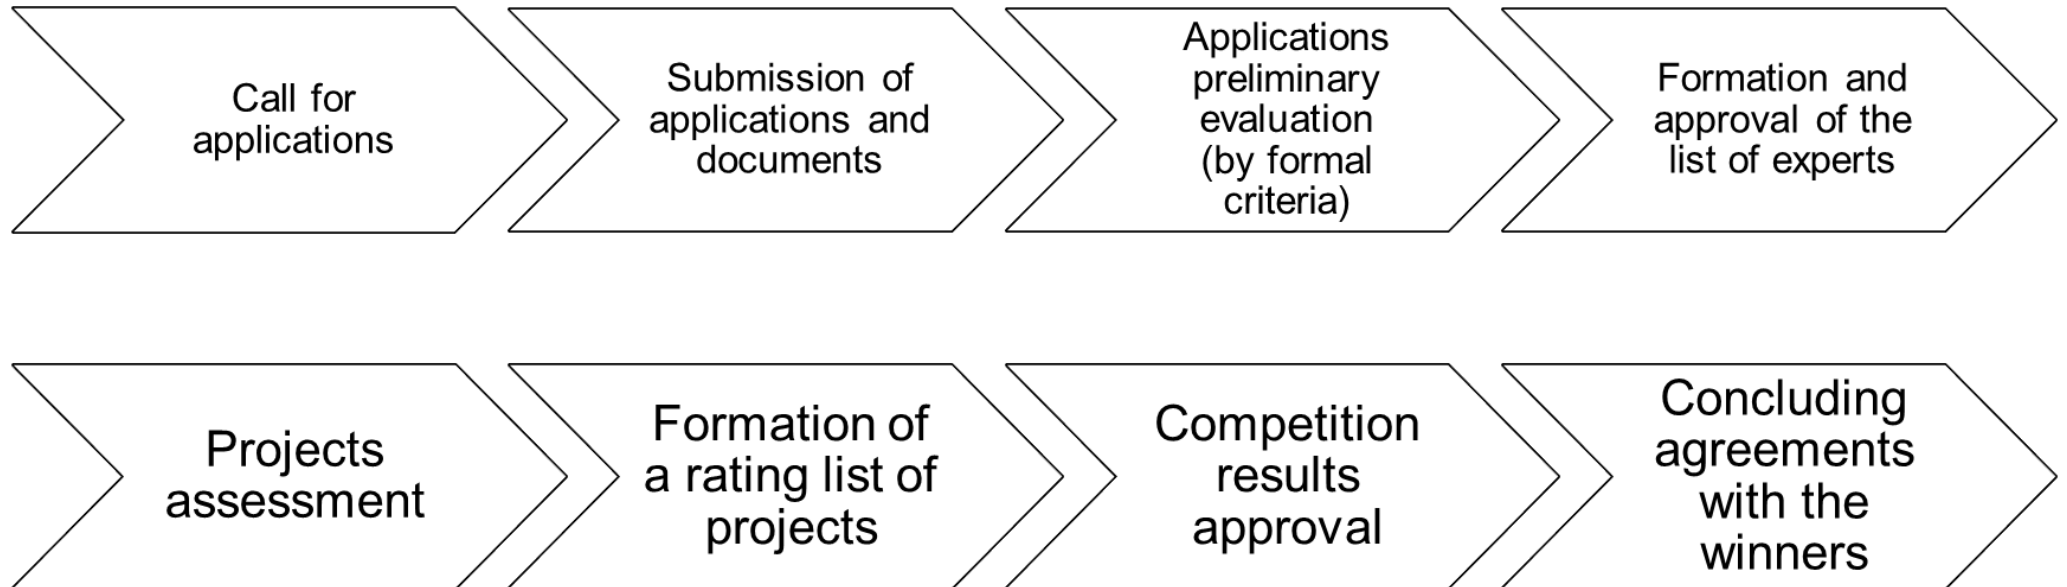 Call for
applications
Submission of
applications and
documents
Applications
preliminary
evaluation
(by formal
criteria)
Formation and
approval of the
list of experts
Projects
assessment
Formation of
a rating list of
projects
Competition
results
approval
Concluding
agreements
with the
winners